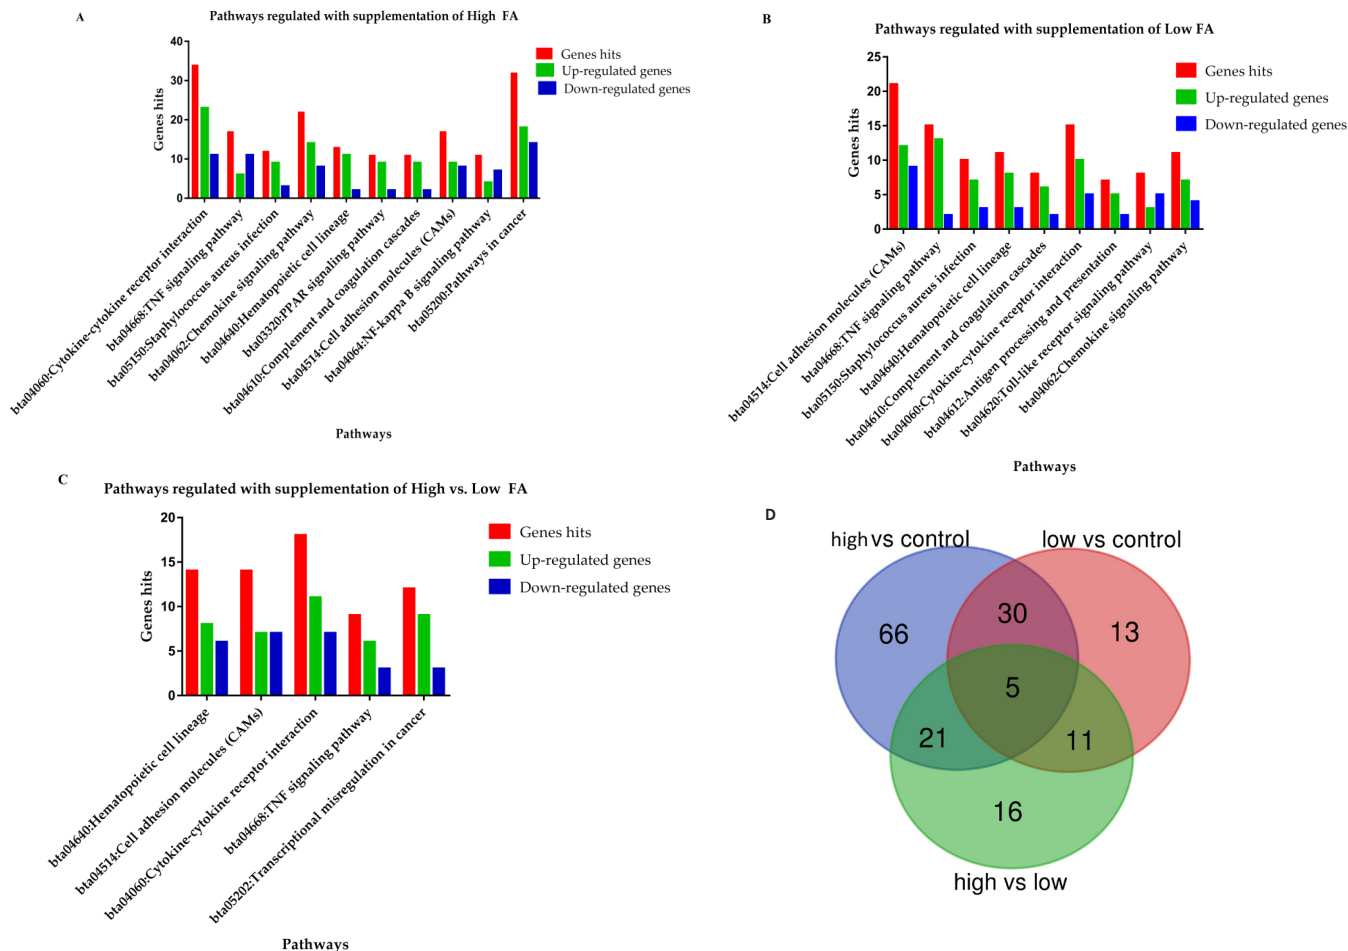 A
Pathways regulated with supplementation of High FA
Genes hits
40
30
20
10
0
Genes hits
Up-regulated genes
Down-regulated genes
bta04060:Cytokine-cytokine receptor interaction
bta04668:TNF signaling pathway
bta05150:Staphylococcus aureus infection
bta04062:Chemokine signaling pathway
bta04640:Hematopoietic cell lineage
bta03320:PPAR signaling pathway
bta04610:Complement and coagulation cascades
bta04514:Cell adhesion molecules (CAMs)
bta04064:NF-kappa B signaling pathway
bta05200:Pathways in cancer
Pathways
B
Pathways regulated with supplementation of Low FA
Genes hits
25
20
15
10
5
0
Genes hits
Up-regulated genes
Down-regulated genes
bta04514:Cell adhesion molecules (CAMs)
bta04668:TNF signaling pathway
bta05150:Staphylococcus aureus infection
bta04640:Hematopoietic cell lineage
bta04610:Complement and coagulation cascades
bta04060:Cytokine-cytokine receptor interaction
bta04612:Antigen processing and presentation
bta04620:Toll-like receptor signaling pathway
bta04062:Chemokine signaling pathway
Pathways
C
Pathways regulated with supplementation of High vs. Low FA
Genes hits
20
15
10
5
0
Genes hits
Up-regulated genes
Down-regulated genes
bta04640:Hematopoietic cell lineage
bta04514:Cell adhesion molecules (CAMs)
bta04060:Cytokine-cytokine receptor interaction
bta04668:TNF signaling pathway
bta05202:Transcriptional misregulation in cancer
Pathways
D
high vs control
low vs control
66
30
13
5
21
11
16
high vs low